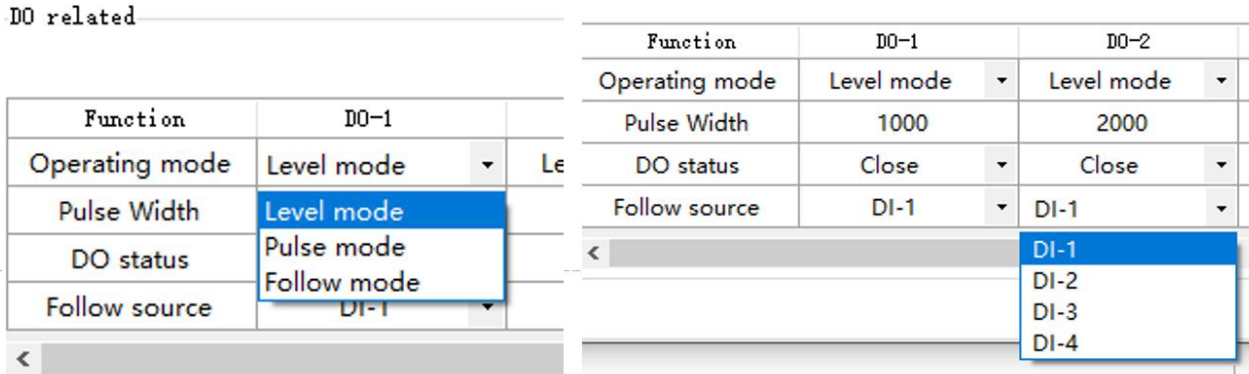 DO related
Function DO-1
Operating mode Level mode Le
Pulse Width Level mode
Pulse mode
DO status
Follow mode
Follow source DI-1
Function DO-1 DO-2
Operating mode Level mode Level mode
Pulse Width 1000 2000
DO status Close Close
Follow source DI-1 DI-1
DI-1
DI-2
DI-3
DI-4